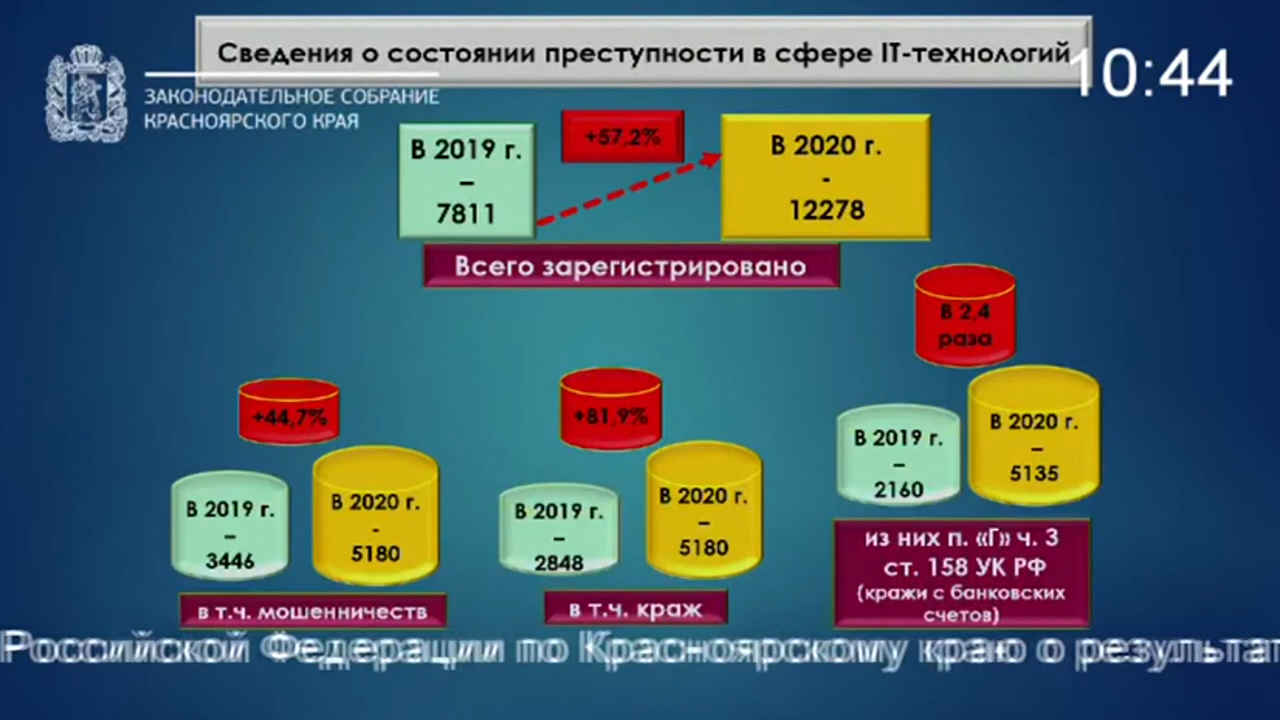 Сведения о состоянии преступности в сфере IT-технологий
10:44
ЗАКОНОДАТЕЛЬНОЕ СОБРАНИЕ
КРАСНОЯРСКОГО КРАЯ
В 2019 г.
–
7811
+57,2%
В 2020 г.
-
12278
Всего зарегистрировано
+44,7%
В 2019 г.
–
3446
В 2020 г.
-
5180
в т.ч. мошенничеств
+81,9%
В 2019 г.
–
2848
В 2020 г.
–
5180
в т.ч. краж
В 2,4
раза
В 2019 г.
–
2160
В 2020 г.
–
5135
из них п. «Г» ч. 3
ст. 158 УК РФ
(кражи с банковских
счетов)
Российской Федерации по Красноярскому краю о результат